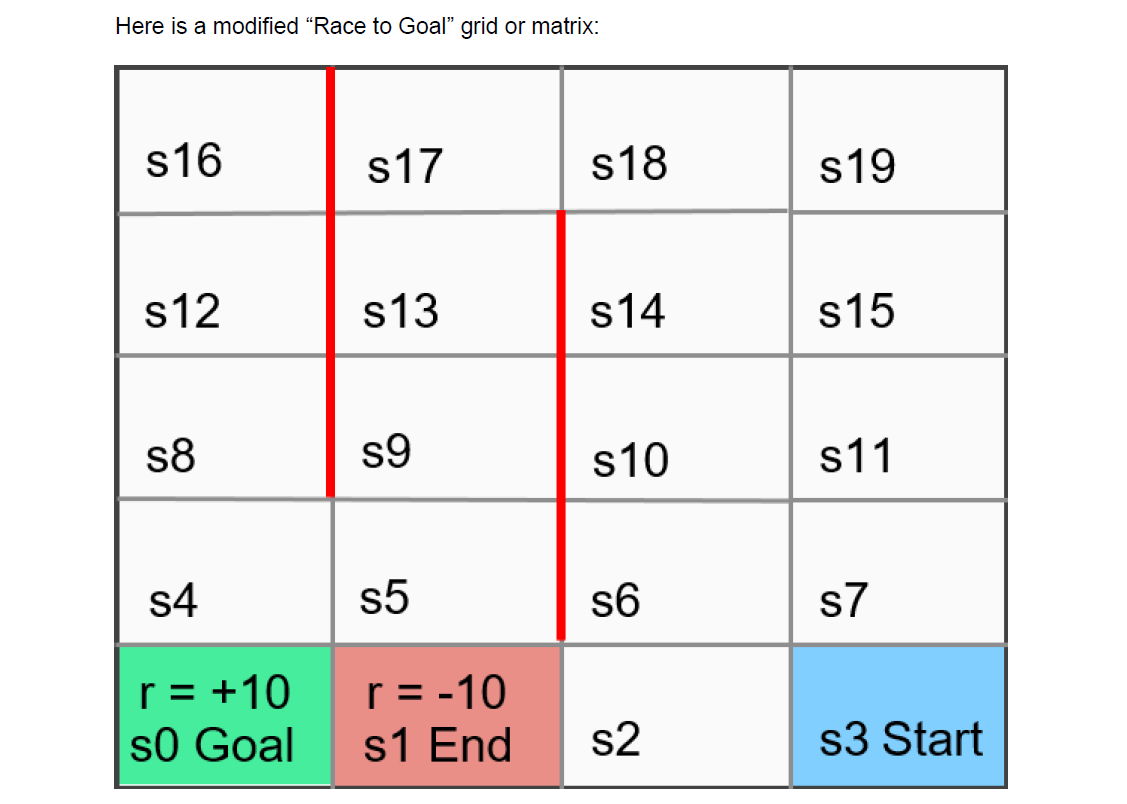 Here is a modified “Race to Goal” grid or matrix:
s16 s17 s18 s19
s12 s13 s14 s15
s8 s9 s10 s11
s4 s5 s6 s7
r = +10 r = -10
s0 Goal s1 End s2 s3 Start